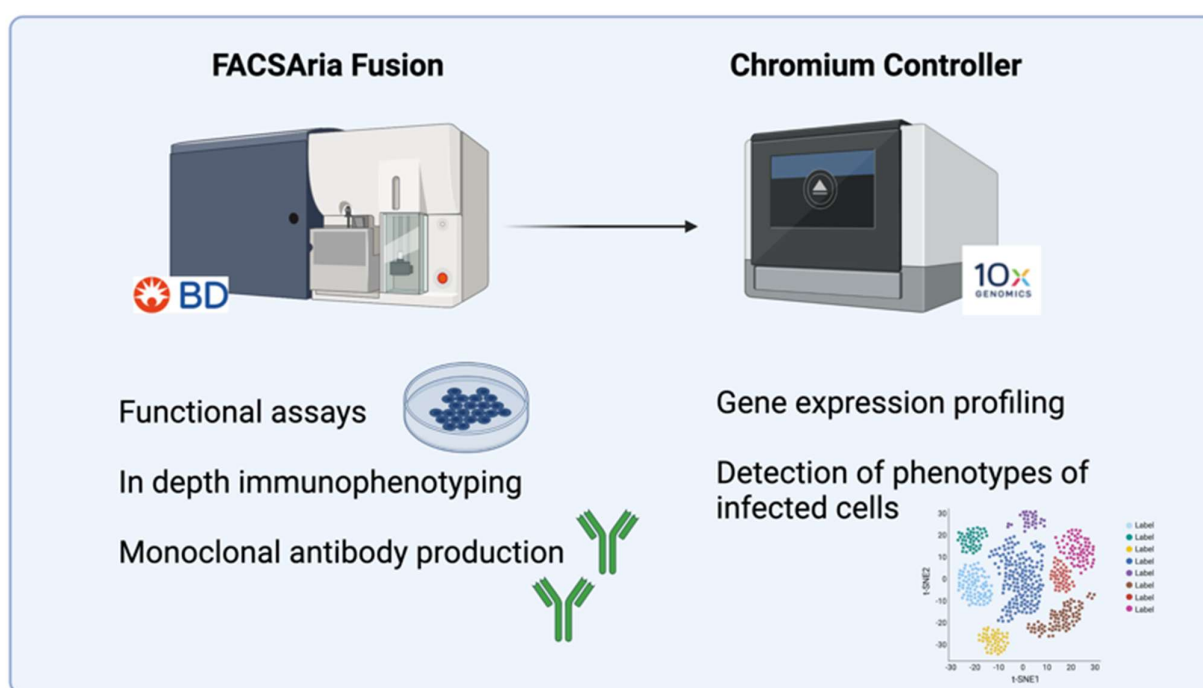 FACSAria Fusion
Chromium Controller
BD
10x
GENOMICS
Functional assays
In depth immunophenotyping
Monoclonal antibody production
Gene expression profiling
Detection of phenotypes of
infected cells
t-SNE2
30
20
10
0
-10
-20
-30
-30 -20 -10 0 10 20 30
t-SNE1
Label
Label
Label
Label
Label
Label
Label
Label